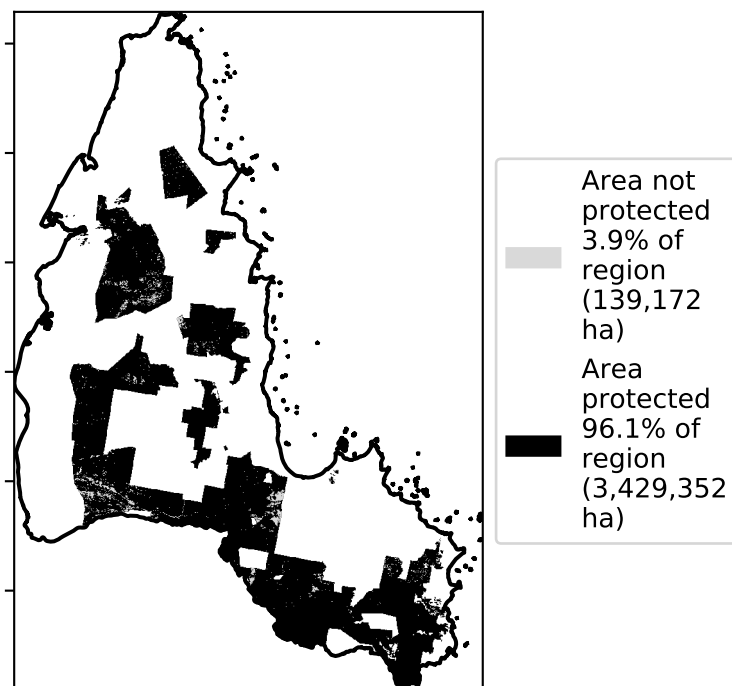 Area not
protected
3.9% of
region
(139,172
ha)
Area
protected
96.1% of
region
(3,429,352
ha)